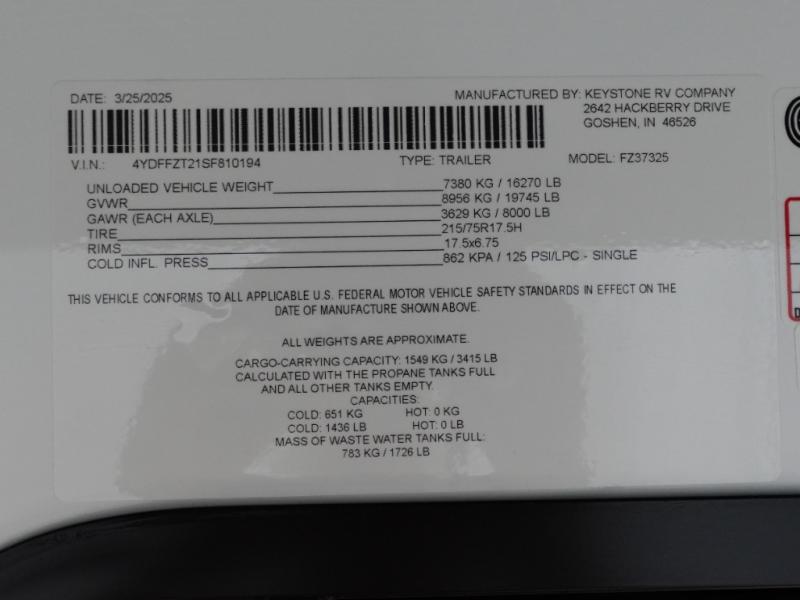 DATE: 3/25/2025 MANUFACTURED BY: KEYSTONE RV COMPANY
2642 HACKBERRY DRIVE
GOSHEN, IN 46526
V.I.N.: 4YDFFZT21SF810194 TYPE: TRAILER MODEL: FZ37325
UNLOADED VEHICLE WEIGHT 7380 KG / 16270 LB
GVWR 8956 KG / 19745 LB
GAWR (EACH AXLE) 3629 KG / 8000 LB
TIRE 215/75R17.5H
RIMS 17.5x6.75
COLD INFL. PRESS 862 KPA / 125 PSI/LPC - SINGLE
THIS VEHICLE CONFORMS TO ALL APPLICABLE U.S. FEDERAL MOTOR VEHICLE SAFETY STANDARDS IN EFFECT ON THE
DATE OF MANUFACTURE SHOWN ABOVE.
ALL WEIGHTS ARE APPROXIMATE.
CARGO-CARRYING CAPACITY: 1549 KG / 3415 LB
CALCULATED WITH THE PROPANE TANKS FULL
AND ALL OTHER TANKS EMPTY.
CAPACITIES:
COLD: 651 KG HOT: 0 KG
COLD: 1436 LB HOT: 0 LB
MASS OF WASTE WATER TANKS FULL:
783 KG / 1726 LB